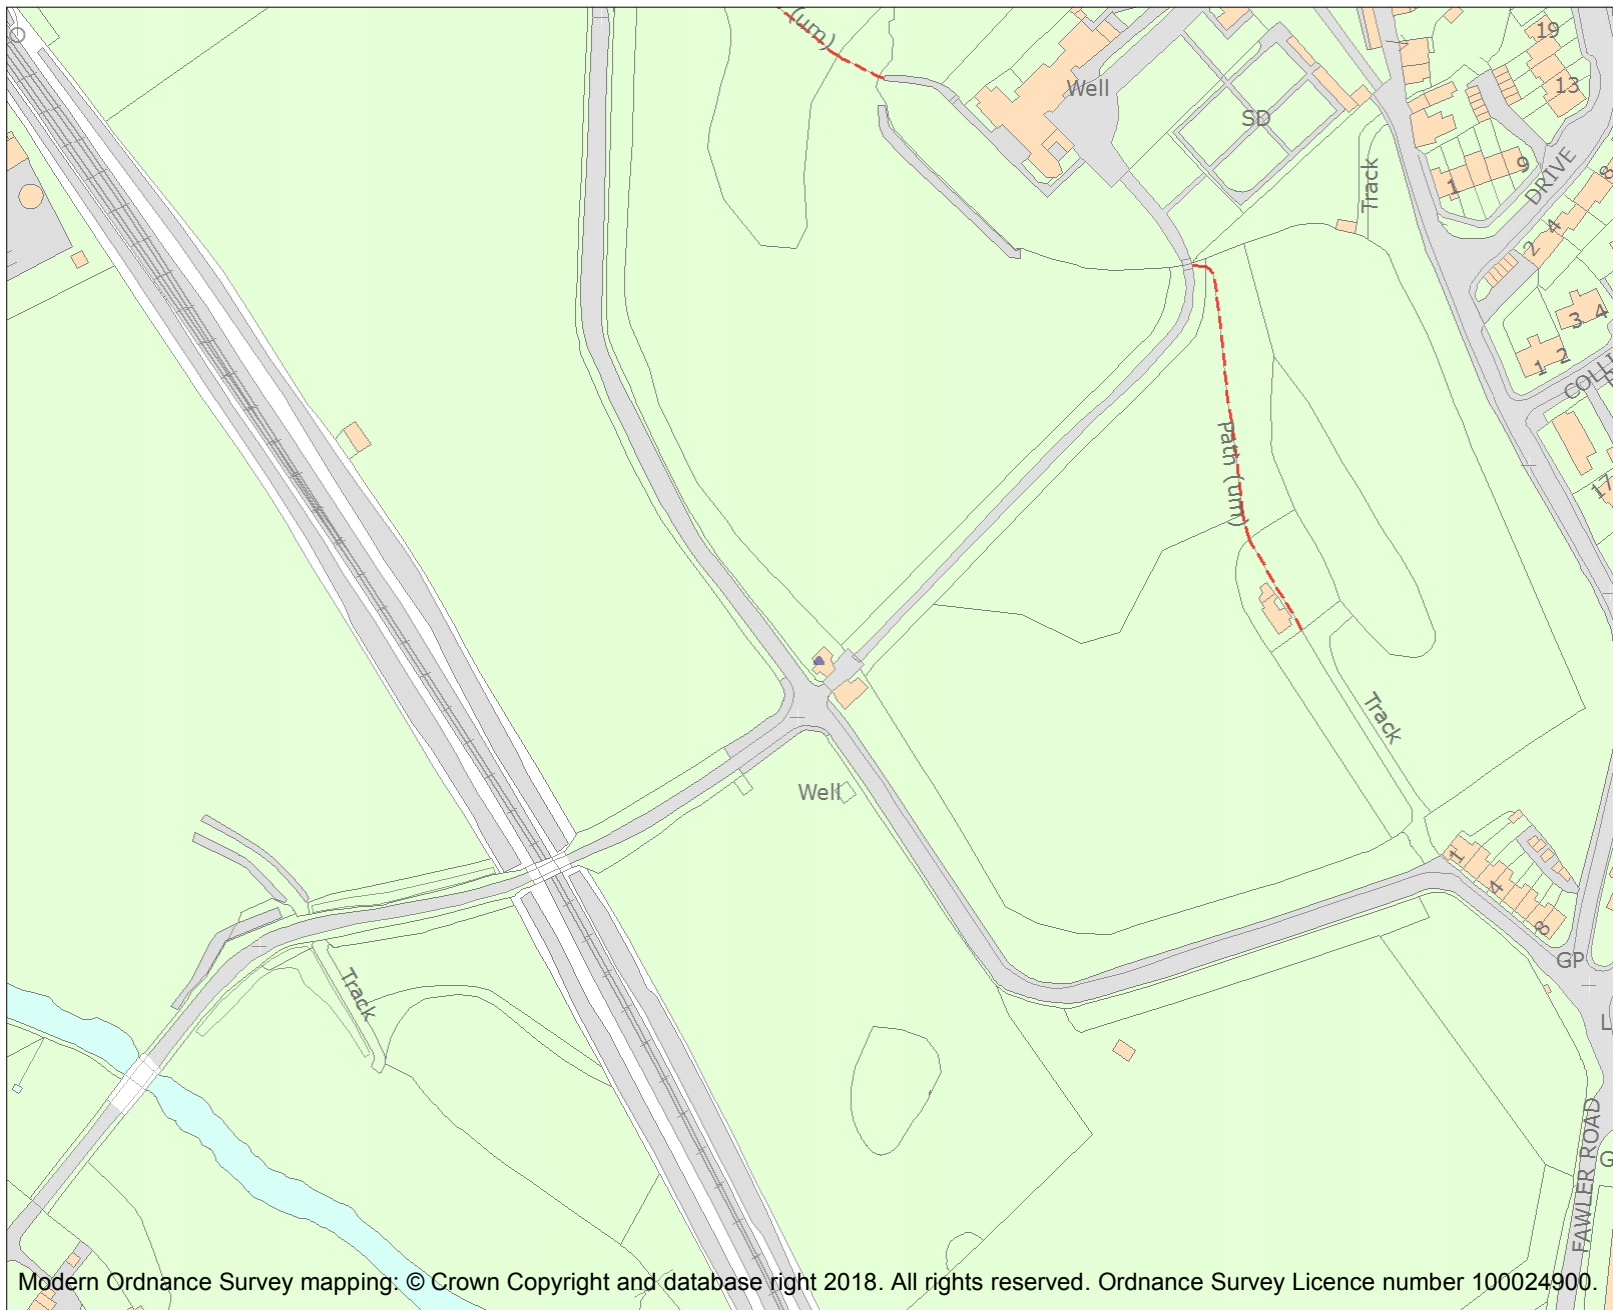 (um)
19
Well
13
SD
Track
9
1
DRIVE
8
4
2
3 4
1 2
COLLI
Path (um)
17
Track
Well
1
4
8
GP
Track
L
FAWLER ROAD
G
Modern Ordnance Survey mapping: © Crown Copyright and database right 2018. All rights reserved. Ordnance Survey Licence number 100024900.